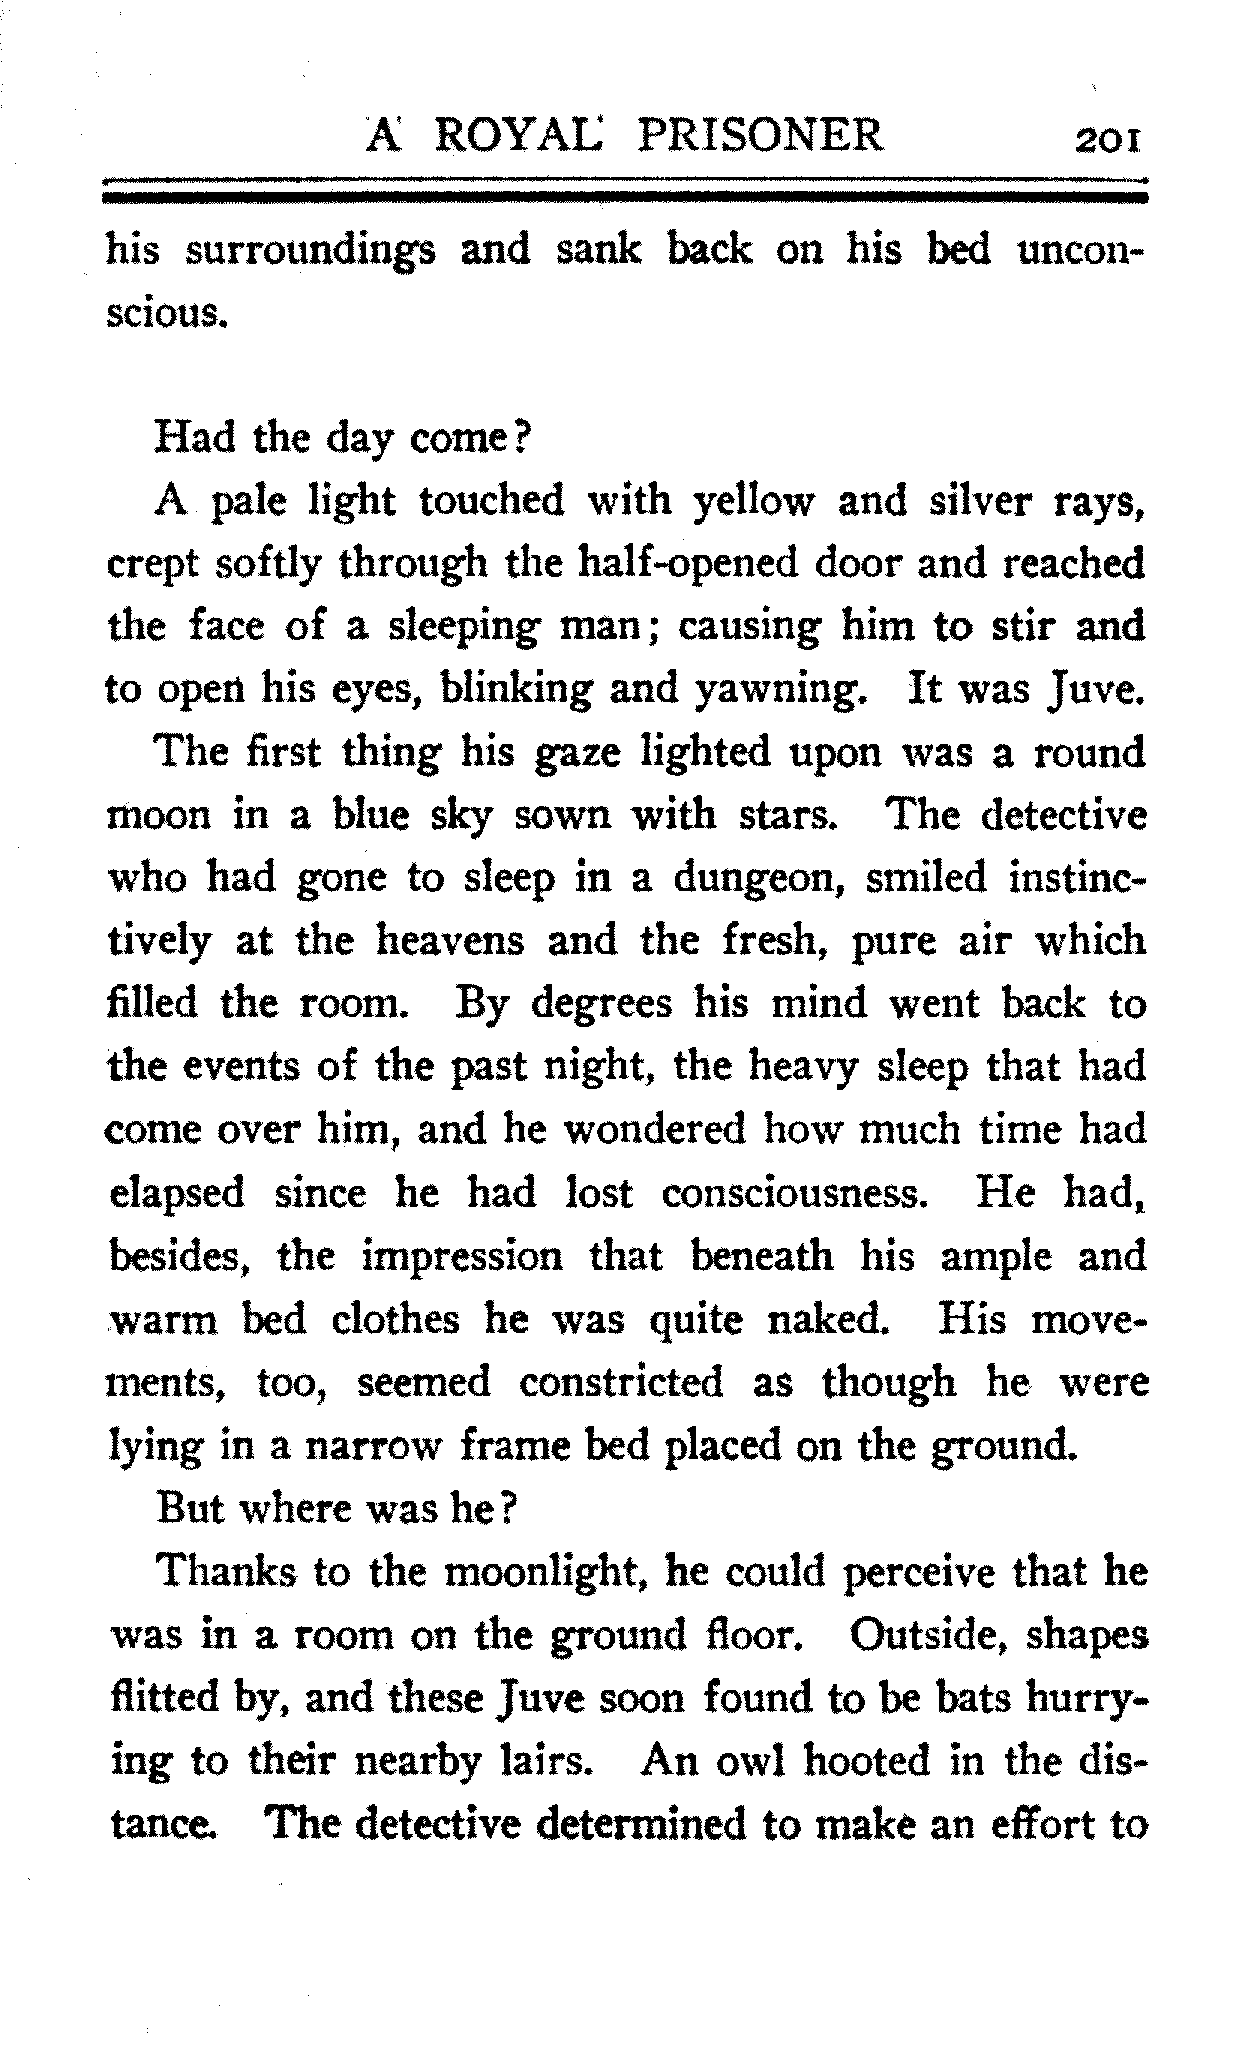 A ROYAL PRISONER 201
his surroundings and sank back on his bed uncon-
scious.
Had the day come?
A pale light touched with yellow and silver rays,
crept softly through the half-opened door and reached
the face of a sleeping man; causing him to stir and
to open his eyes, blinking and yawning. It was Juve.
The first thing his gaze lighted upon was a round
moon in a blue sky sown with stars. The detective
who had gone to sleep in a dungeon, smiled instinc-
tively at the heavens and the fresh, pure air which
filled the room. By degrees his mind went back to
the events of the past night, the heavy sleep that had
come over him, and he wondered how much time had
elapsed since he had lost consciousness. He had,
besides, the impression that beneath his ample and
warm bed clothes he was quite naked. His move-
ments, too, seemed constricted as though he were
lying in a narrow frame bed placed on the ground.
But where was he?
Thanks to the moonlight, he could perceive that he
was in a room on the ground floor. Outside, shapes
flitted by, and these Juve soon found to be bats hurry-
ing to their nearby lairs. An owl hooted in the dis-
tance. The detective determined to make an effort to